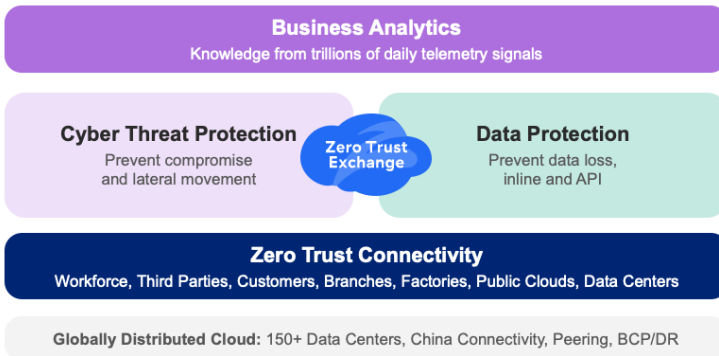 Business Analytics
Knowledge from trillions of daily telemetry signals
Cyber Threat Protection
Prevent compromise
and lateral movement
Zero Trust
Exchange
Data Protection
Prevent data loss,
inline and API
Zero Trust Connectivity
Workforce, Third Parties, Customers, Branches, Factories, Public Clouds, Data Centers
Globally Distributed Cloud: 150+ Data Centers, China Connectivity, Peering, BCP/DR